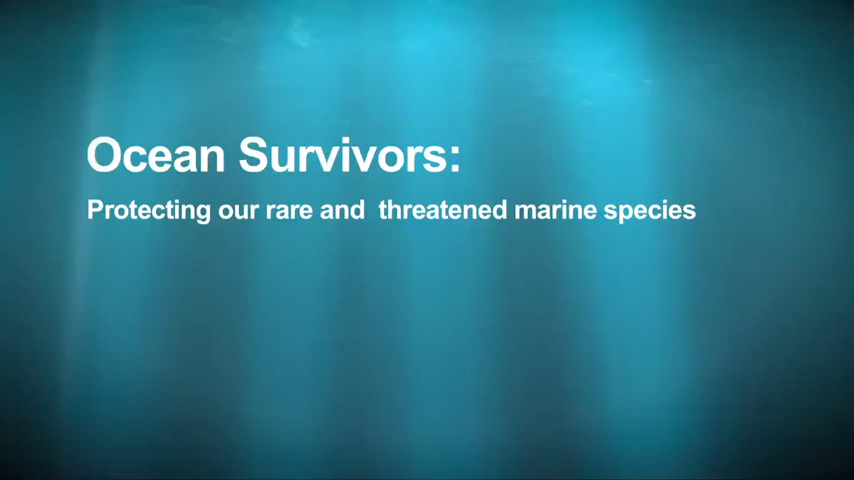 Ocean Survivors:
Protecting our rare and  threatened marine species